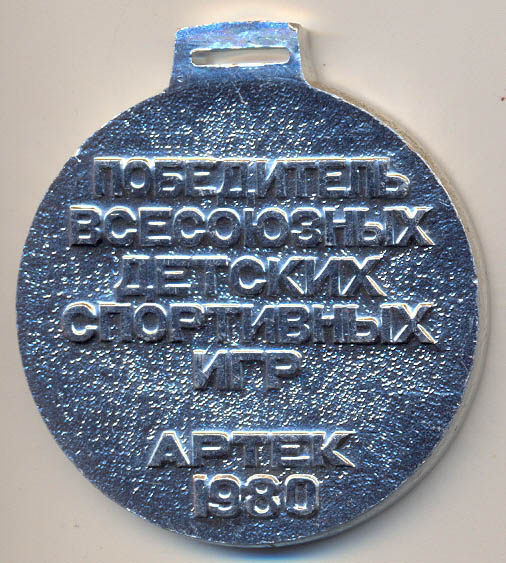 ПОБЕДИТЕЛЬ
ВСЕСОЮЗНЫХ
ДЕТСКИХ
СПОРТИВНЫХ
ИГР
АРТЕК
1980